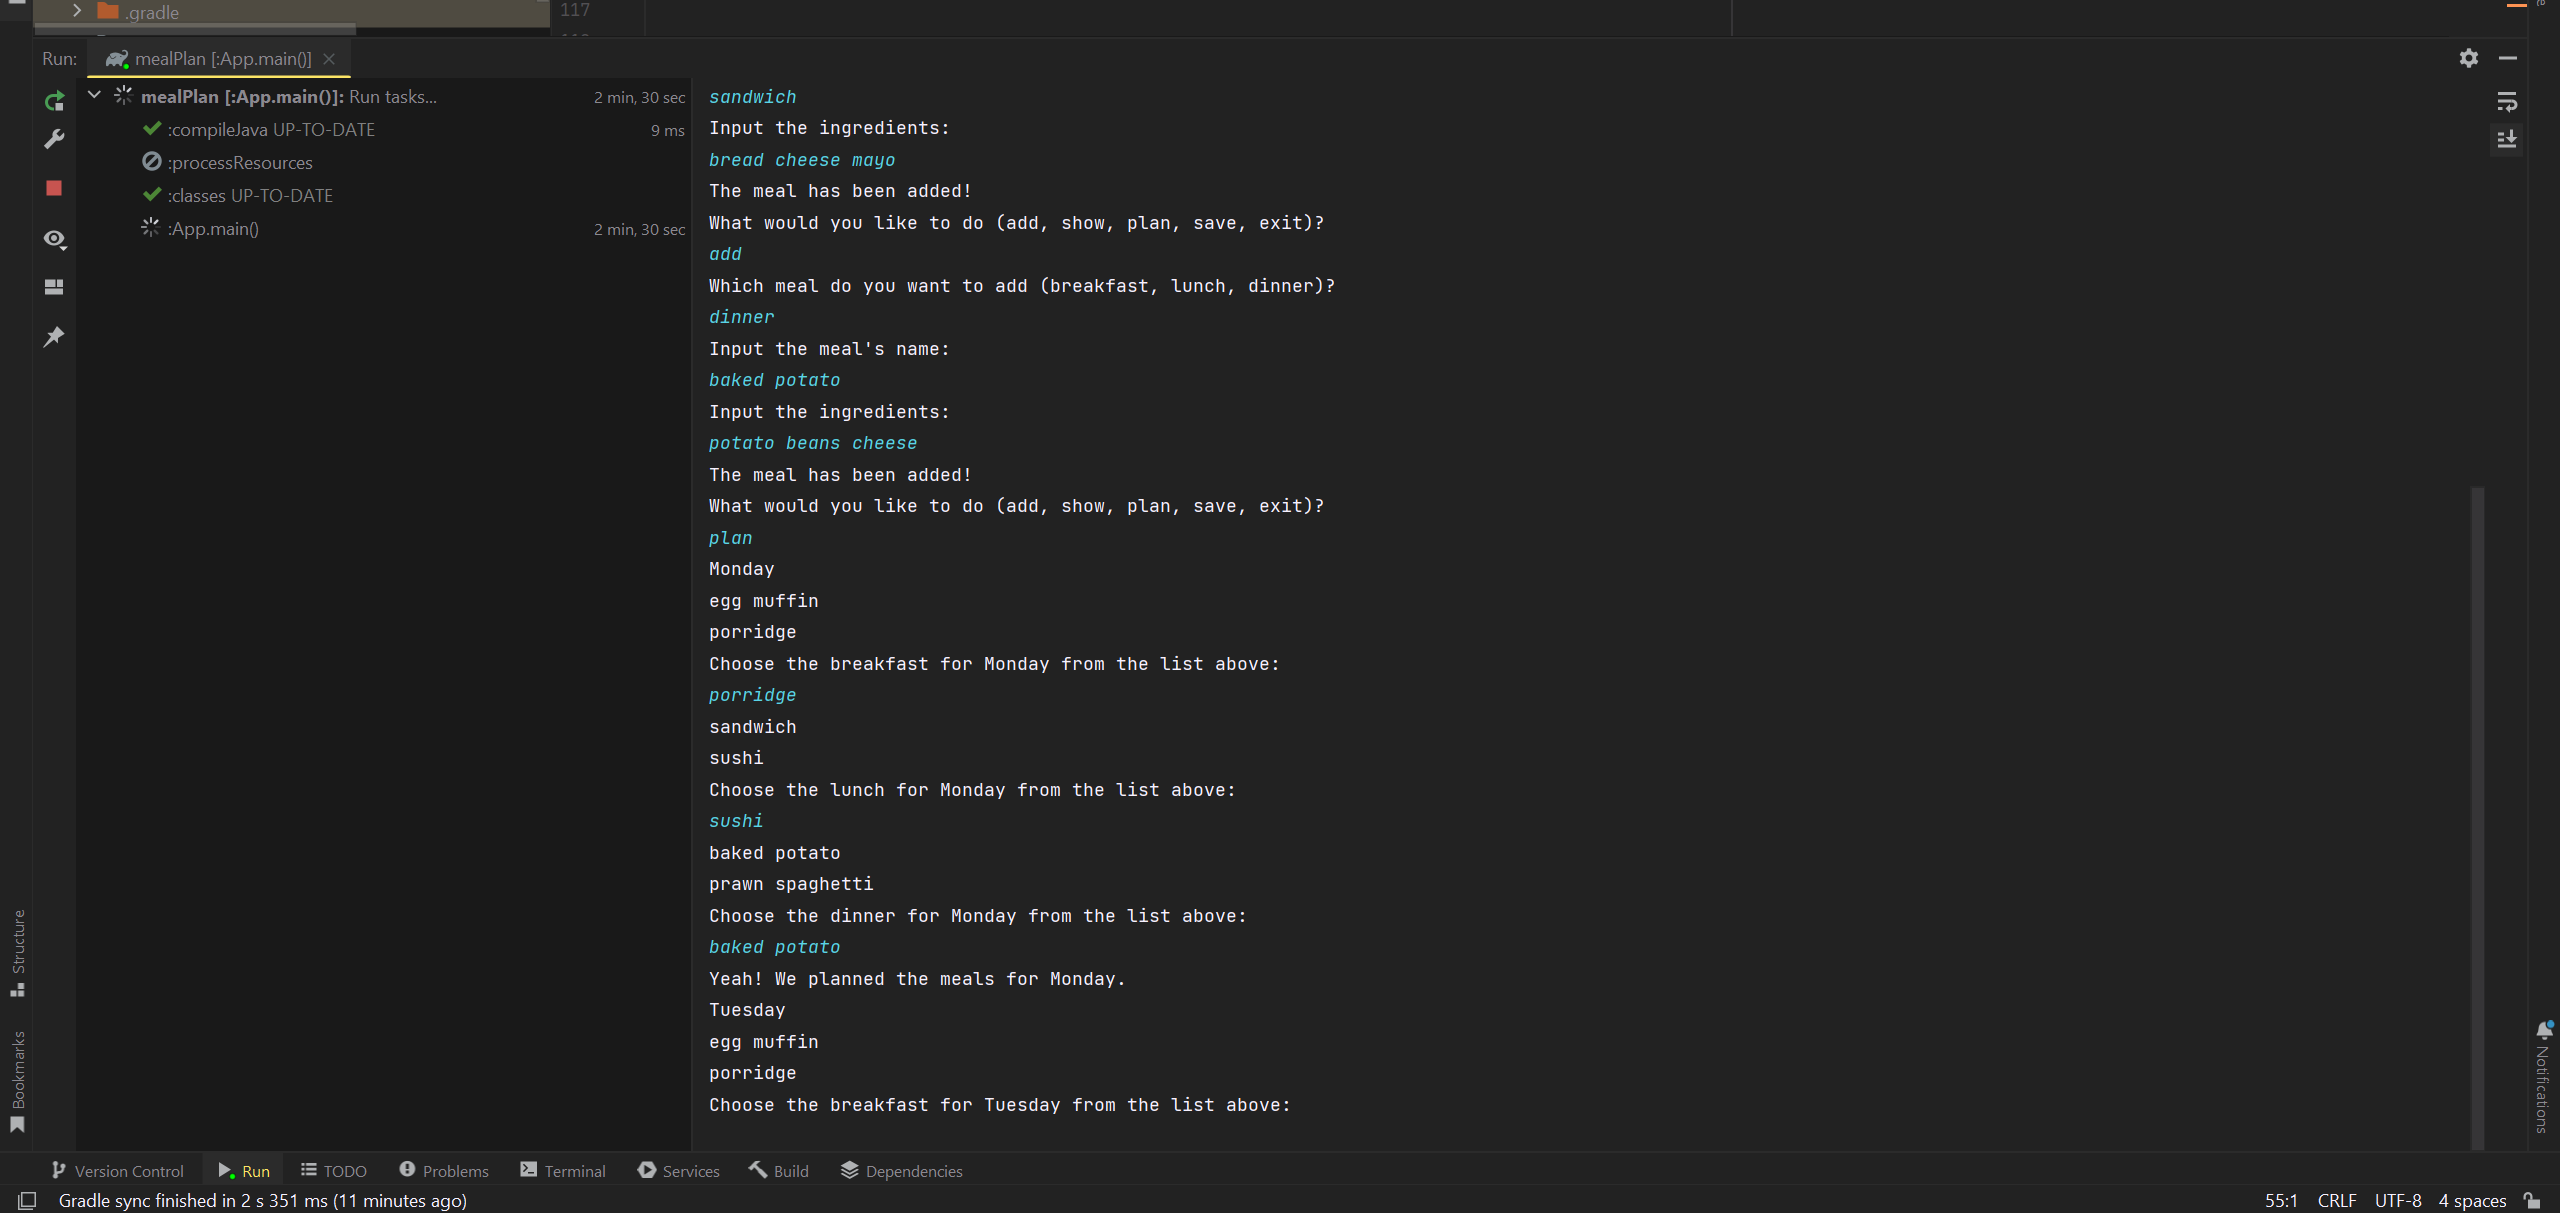 .gradle
117
Run:
mealPlan [:App.main()]
mealPlan [:App.main()]: Run tasks... 2 min, 30 sec
:compileJava UP-TO-DATE 9 ms
:processResources
:classes UP-TO-DATE
:App.main() 2 min, 30 sec
sandwich
Input the ingredients:
bread cheese mayo
The meal has been added!
What would you like to do (add, show, plan, save, exit)?
add
Which meal do you want to add (breakfast, lunch, dinner)?
dinner
Input the meal's name:
baked potato
Input the ingredients:
potato beans cheese
The meal has been added!
What would you like to do (add, show, plan, save, exit)?
plan
Monday
egg muffin
porridge
Choose the breakfast for Monday from the list above:
porridge
sandwich
sushi
Choose the lunch for Monday from the list above:
sushi
baked potato
prawn spaghetti
Choose the dinner for Monday from the list above:
baked potato
Yeah! We planned the meals for Monday.
Tuesday
egg muffin
porridge
Choose the breakfast for Tuesday from the list above:
Structure
Bookmarks
Notifications
Version Control Run TODO Problems Terminal Services Build Dependencies
Gradle sync finished in 2 s 351 ms (11 minutes ago) 55:1 CRLF UTF-8 4 spaces